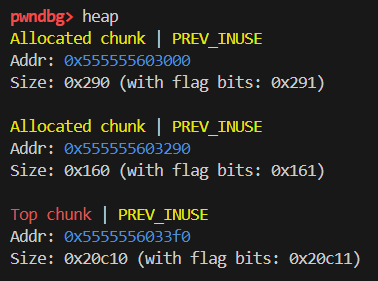 pwndbg> heap
Allocated chunk | PREV_INUSE
Addr: 0x555555603000
Size: 0x290 (with flag bits: 0x291)
Allocated chunk | PREV_INUSE
Addr: 0x555555603290
Size: 0x160 (with flag bits: 0x161)
Top chunk | PREV_INUSE
Addr: 0x5555556033f0
Size: 0x20c10 (with flag bits: 0x20c11)